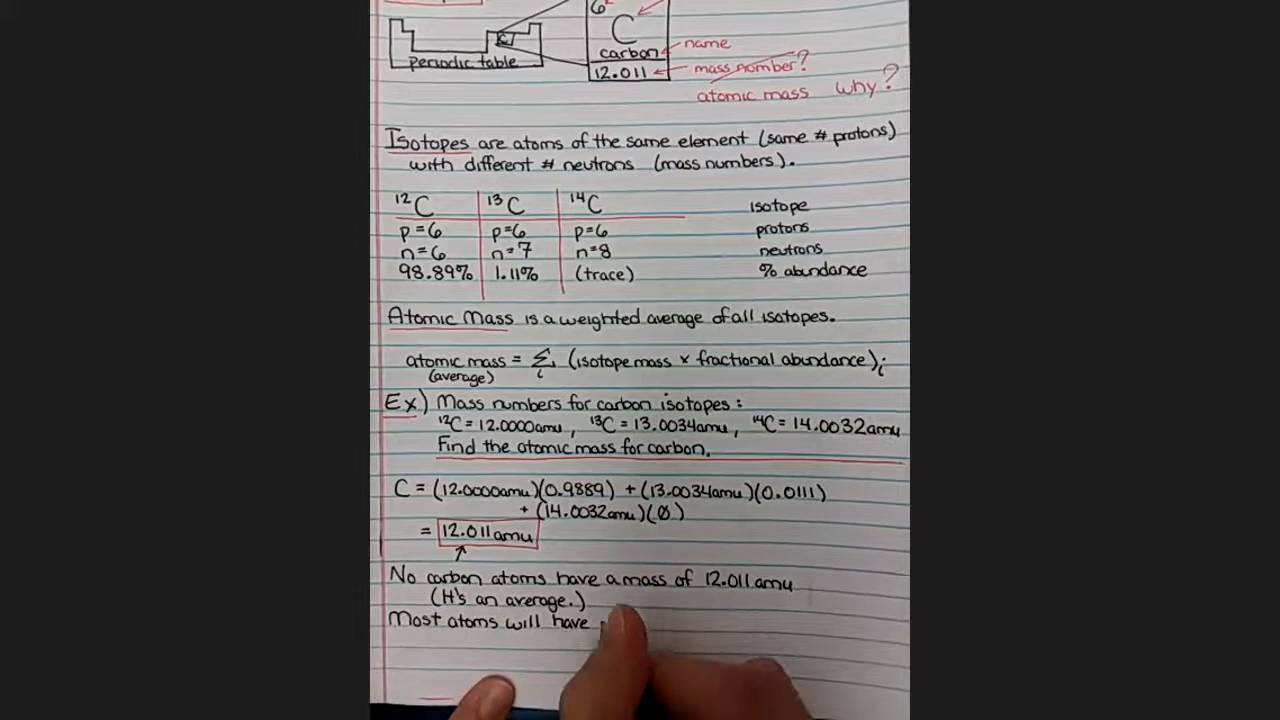 6
C
carbon
name
12.011
mass number?
periodic table
atomic mass why?
Isotopes are atoms of the same element (same # protons)
with different # neutrons (mass numbers).
¹²C ¹³C ¹⁴C isotope
p=6 p=6 p=6 protons
n=6 n=7 n=8 neutrons
98.89% 1.11% (trace) % abundance
Atomic Mass is a weighted average of all isotopes.
atomic mass = Σᵢ (isotope mass × fractional abundance)ᵢ
(average)
Ex) Mass numbers for carbon isotopes:
¹²C = 12.0000amu, ¹³C = 13.0034amu, ¹⁴C = 14.0032amu
Find the atomic mass for carbon.
C = (12.0000amu)(0.9889) + (13.0034amu)(0.0111)
+ (14.0032amu)(0)
= 12.011amu
No carbon atoms have a mass of 12.011amu
(It's an average.)
Most atoms will have